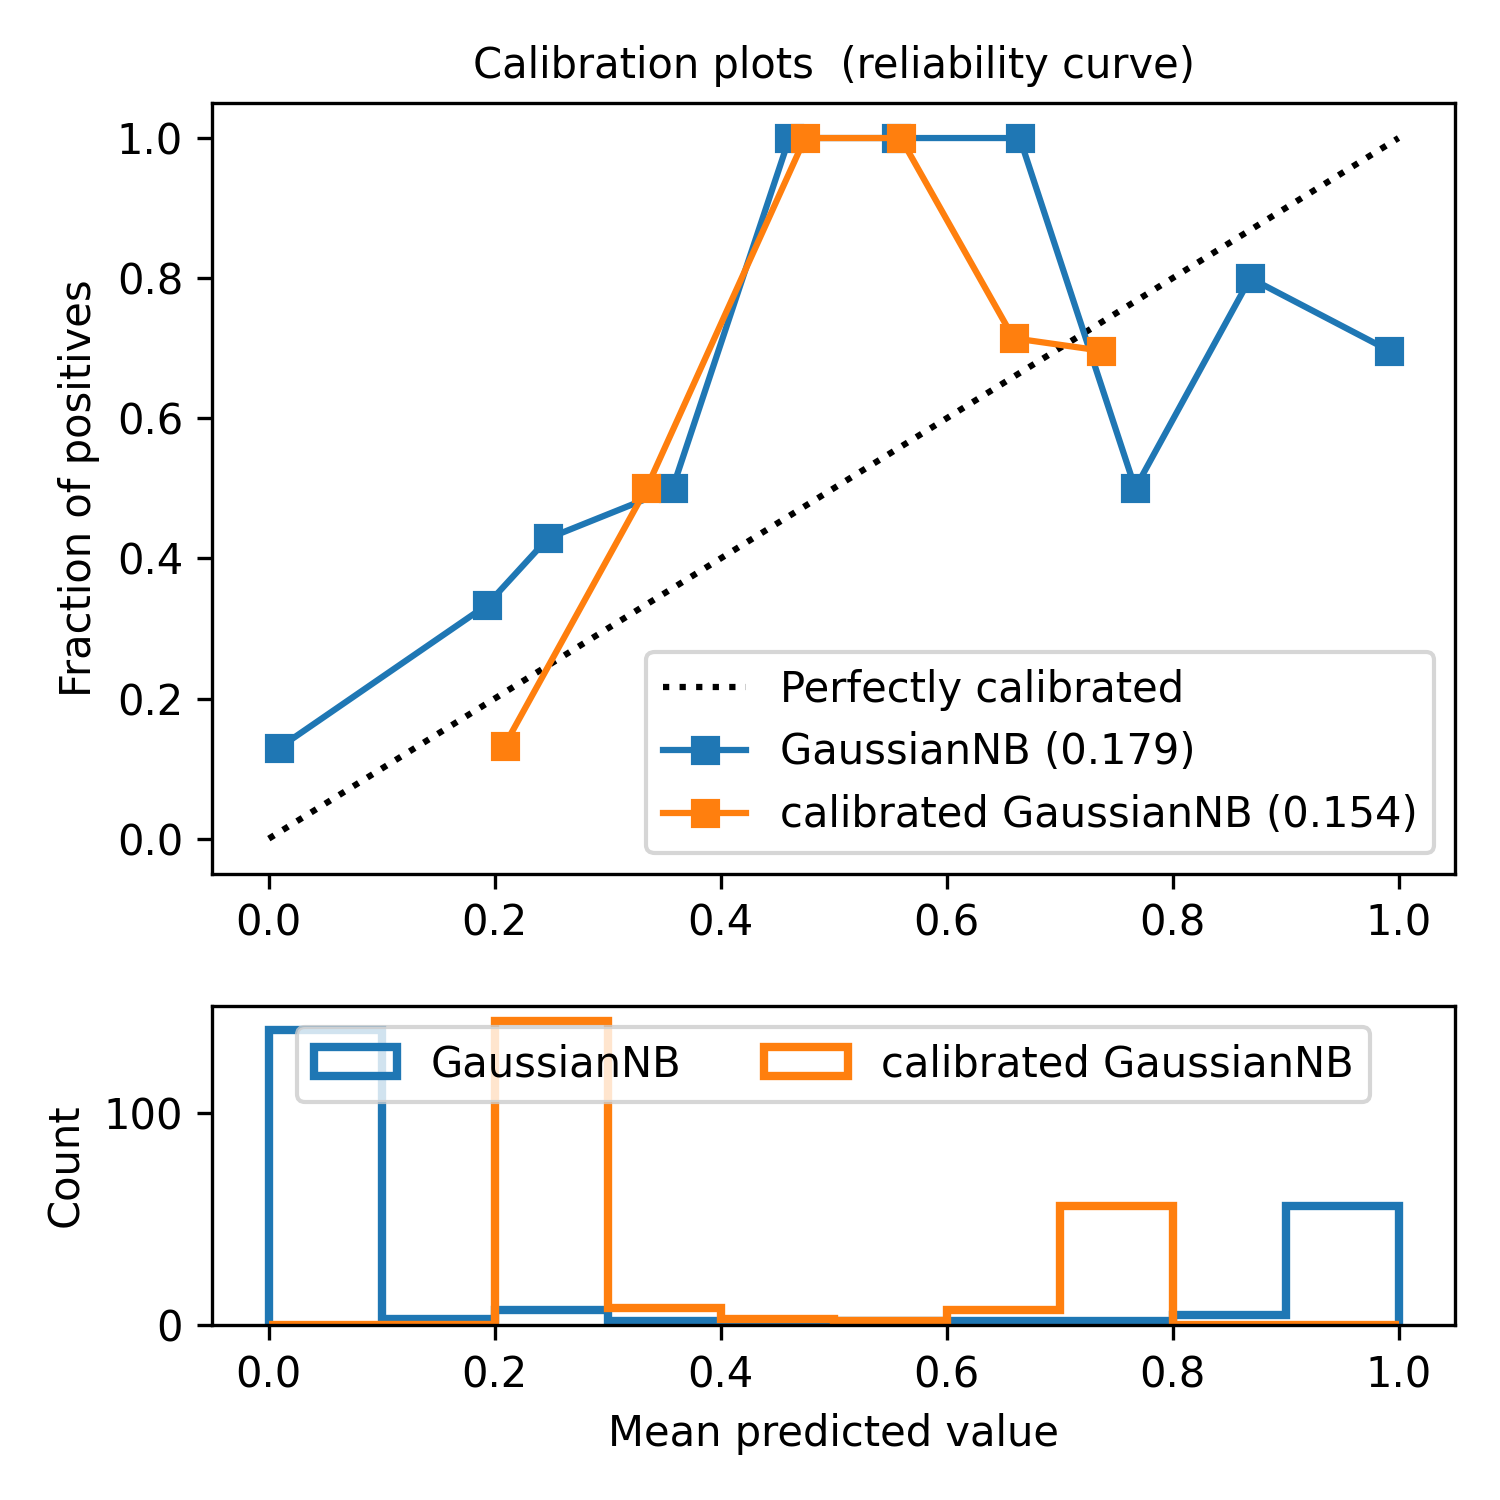 Calibration plots  (reliability curve)
1.0
0.8
0.6
0.4
0.2
0.0
Fraction of positives
Perfectly calibrated
GaussianNB (0.179)
calibrated GaussianNB (0.154)
0.0 0.2 0.4 0.6 0.8 1.0
GaussianNB calibrated GaussianNB
100
0
Count
0.0 0.2 0.4 0.6 0.8 1.0
Mean predicted value